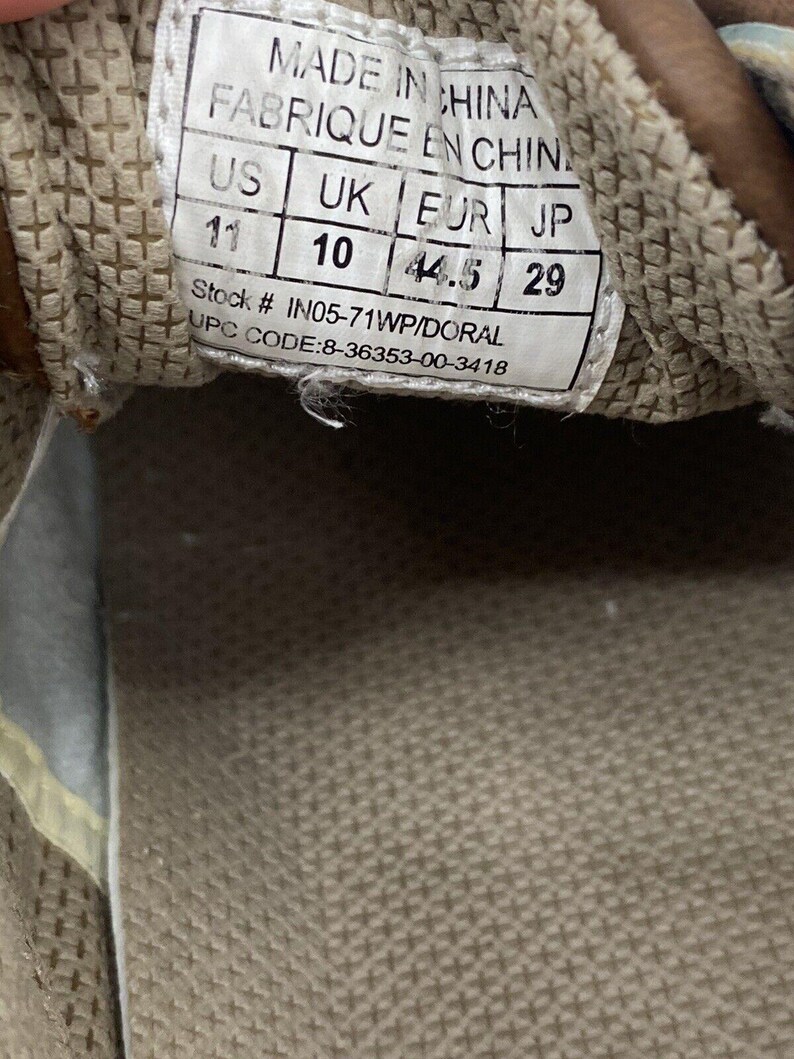 MADE IN CHINA
FABRIQUE EN CHIN
US UK EUR JP
11 10 44.5 29
Stock # IN05-71WP/DORAL
UPC CODE:8-36353-00-3418